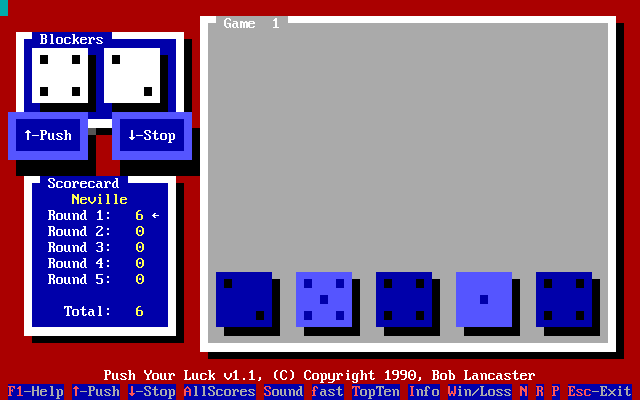 Game 1
Blockers
↑-Push ↓-Stop
Scorecard
Neville
Round 1: 6 ←
Round 2: 0
Round 3: 0
Round 4: 0
Round 5: 0
Total: 6
Push Your Luck v1.1, (C) Copyright 1990, Bob Lancaster
F1-Help ↑-Push ↓-Stop AllScores Sound fast TopTen Info Win/Loss N R P Esc-Exit